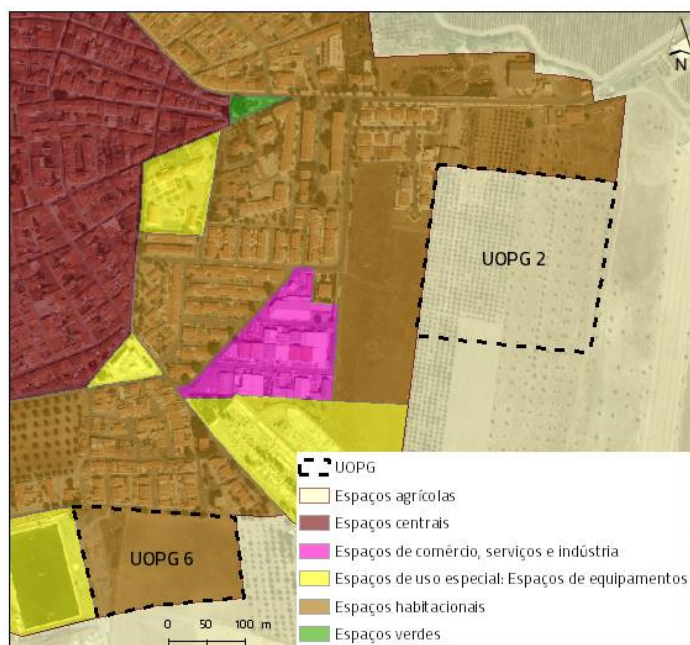 N
UOPG 2
UOPG 6
0 50 100 m
UOPG
Espaços agrícolas
Espaços centrais
Espaços de comércio, serviços e indústria
Espaços de uso especial: Espaços de equipamentos
Espaços habitacionais
Espaços verdes